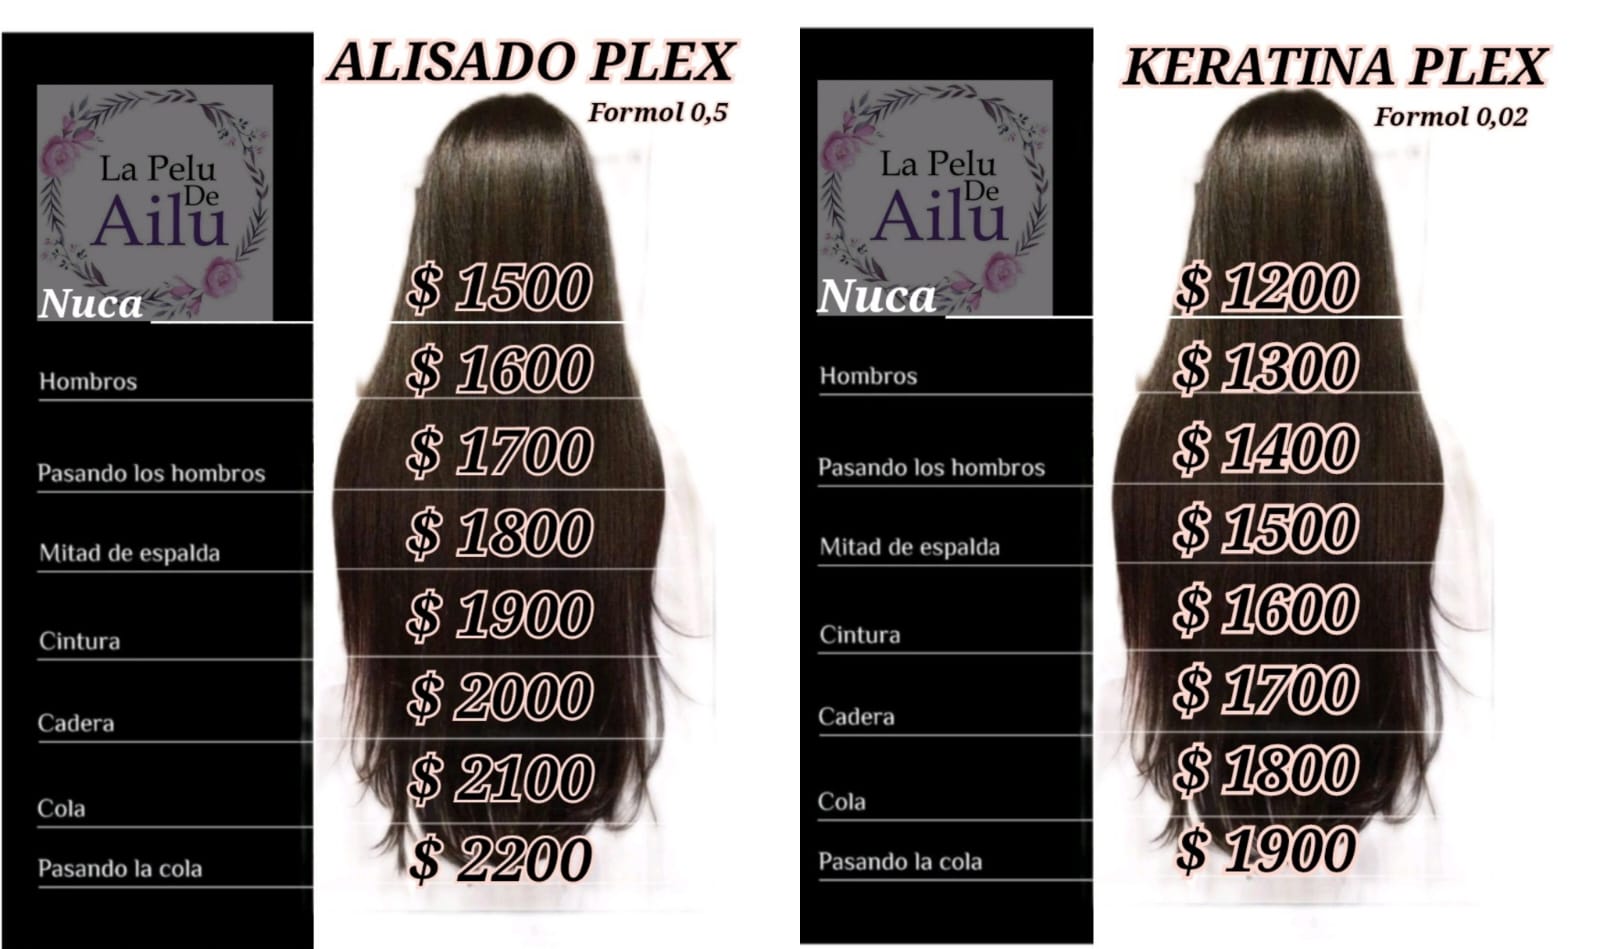 ALISADO PLEX
Formol 0,5
La Pelu
De
Ailu
Nuca
$ 1500
Hombros
$ 1600
Pasando los hombros
$ 1700
Mitad de espalda
$ 1800
Cintura
$ 1900
Cadera
$ 2000
Cola
$ 2100
Pasando la cola
$ 2200
KERATINA PLEX
Formol 0,02
La Pelu
De
Ailu
Nuca
$ 1200
Hombros
$ 1300
Pasando los hombros
$ 1400
Mitad de espalda
$ 1500
Cintura
$ 1600
Cadera
$ 1700
Cola
$ 1800
Pasando la cola
$ 1900